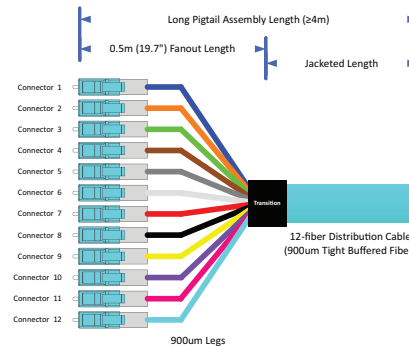 Long Pigtail Assembly Length (≥4m)
0.5m (19.7") Fanout Length
Jacketed Length
Connector 1
Connector 2
Connector 3
Connector 4
Connector 5
Connector 6
Connector 7
Connector 8
Connector 9
Connector 10
Connector 11
Connector 12
Transition
12-fiber Distribution Cable
(900um Tight Buffered Fibe
900um Legs